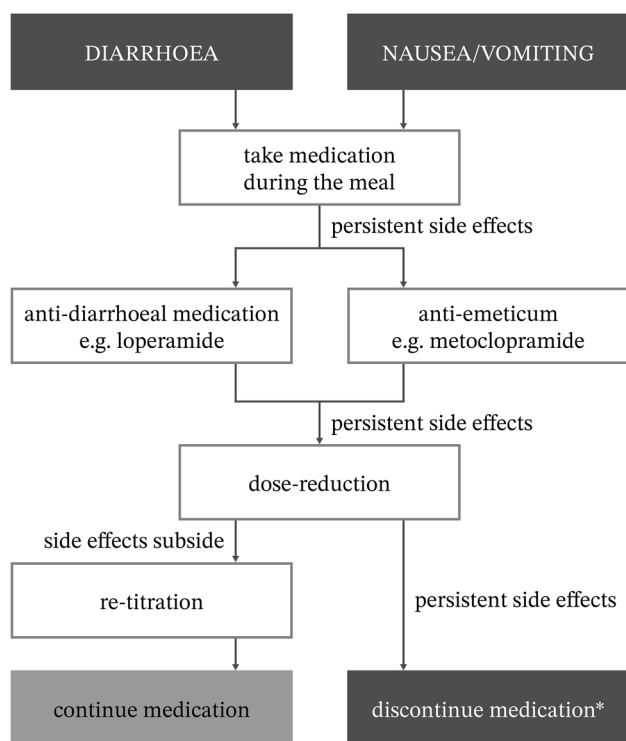 DIARRHOEA
NAUSEA/VOMITING
take medication
during the meal
persistent side effects
anti-diarrhoeal medication
e.g. loperamide
anti-emeticum
e.g. metoclopramide
persistent side effects
dose-reduction
side effects subside
re-titration
persistent side effects
continue medication
discontinue medication*